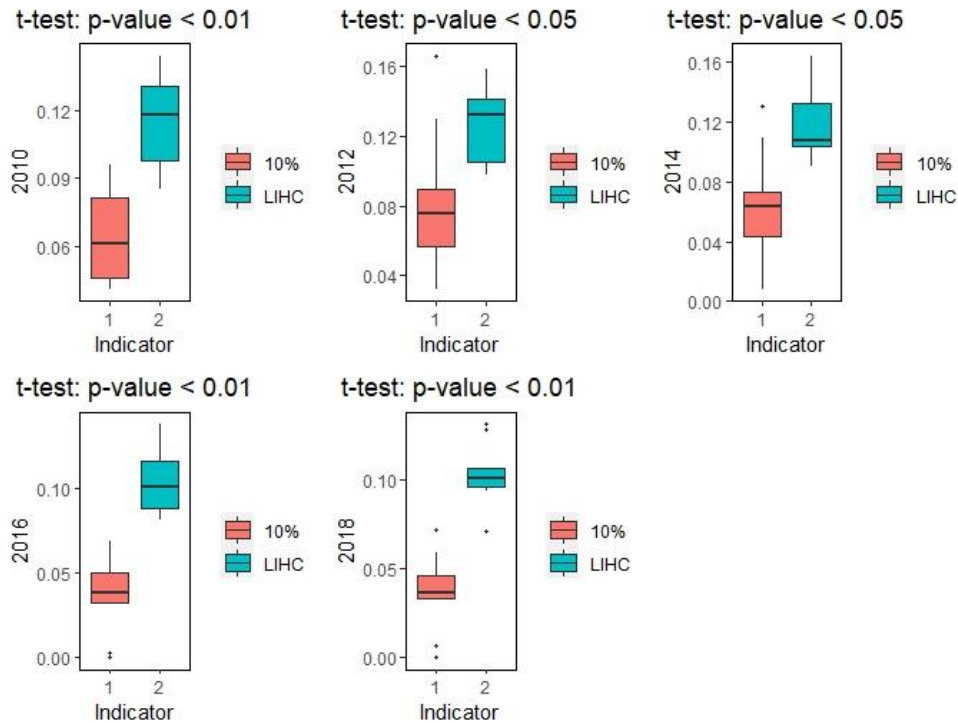 t-test: p-value < 0.01
2010
0.12
0.09
0.06
1 2
Indicator
10%
LIHC
t-test: p-value < 0.05
2012
0.16
0.12
0.08
0.04
1 2
Indicator
10%
LIHC
t-test: p-value < 0.05
2014
0.16
0.12
0.08
0.04
0.00
1 2
Indicator
10%
LIHC
t-test: p-value < 0.01
2016
0.10
0.05
0.00
1 2
Indicator
10%
LIHC
t-test: p-value < 0.01
2018
0.10
0.05
0.00
1 2
Indicator
10%
LIHC